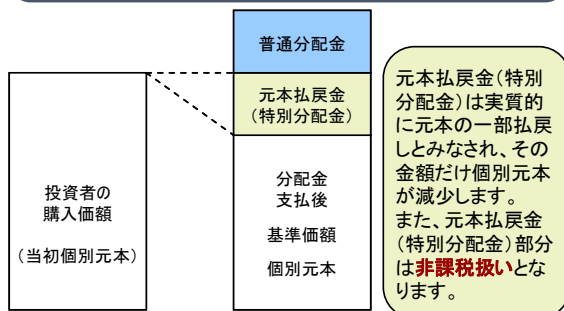 普通分配金
元本払戻金
(特別分配金)
投資者の
購入価額
(当初個別元本)
分配金
支払後
基準価額
個別元本
元本払戻金(特別
分配金)は実質的
に元本の一部払戻
しとみなされ、その
金額だけ個別元本
が減少します。
また、元本払戻金
(特別分配金)部分
は非課税扱いとな
ります。